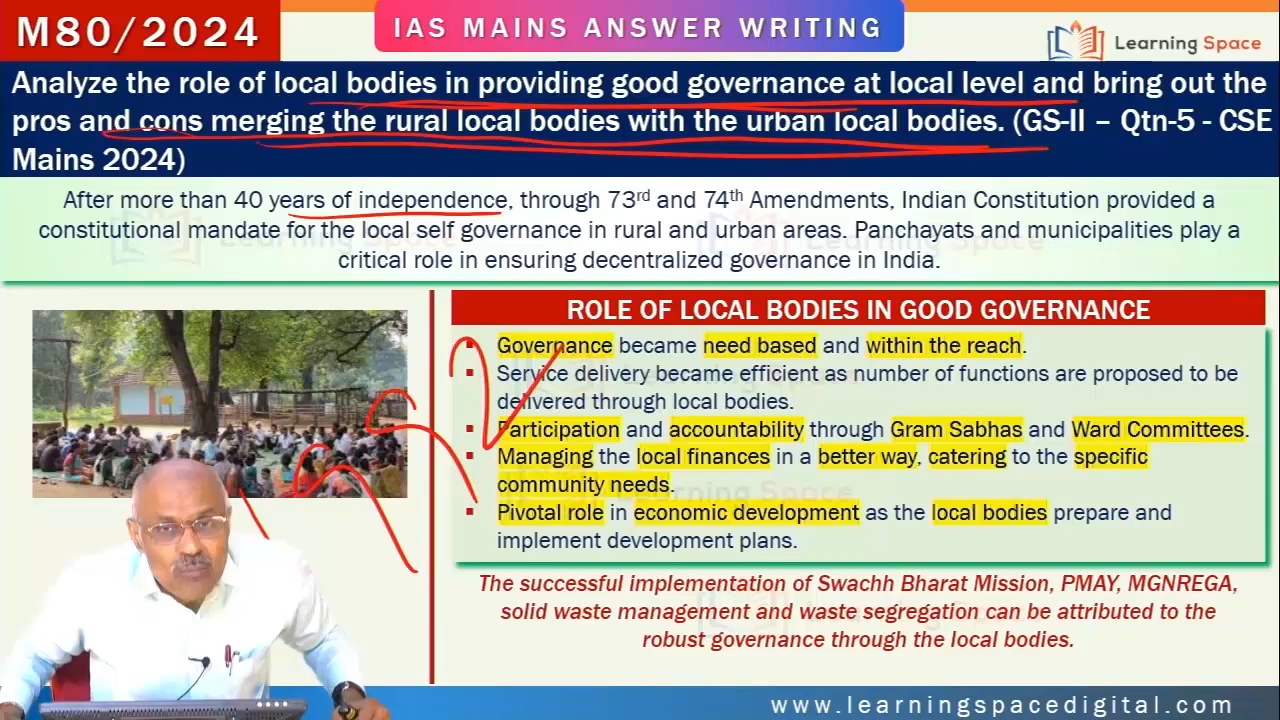 M80/2024
IAS MAINS ANSWER WRITING
Learning Space
Analyze the role of local bodies in providing good governance at local level and bring out the
pros and cons merging the rural local bodies with the urban local bodies. (GS-II – Qtn-5 - CSE
Mains 2024)
After more than 40 years of independence, through 73rd and 74th Amendments, Indian Constitution provided a
constitutional mandate for the local self governance in rural and urban areas. Panchayats and municipalities play a
critical role in ensuring decentralized governance in India.
ROLE OF LOCAL BODIES IN GOOD GOVERNANCE
▪ Governance became need based and within the reach.
▪ Service delivery became efficient as number of functions are proposed to be
delivered through local bodies.
▪ Participation and accountability through Gram Sabhas and Ward Committees.
▪ Managing the local finances in a better way, catering to the specific
community needs.
▪ Pivotal role in economic development as the local bodies prepare and
implement development plans.
The successful implementation of Swachh Bharat Mission, PMAY, MGNREGA,
solid waste management and waste segregation can be attributed to the
robust governance through the local bodies.
www.learningspacedigital.com